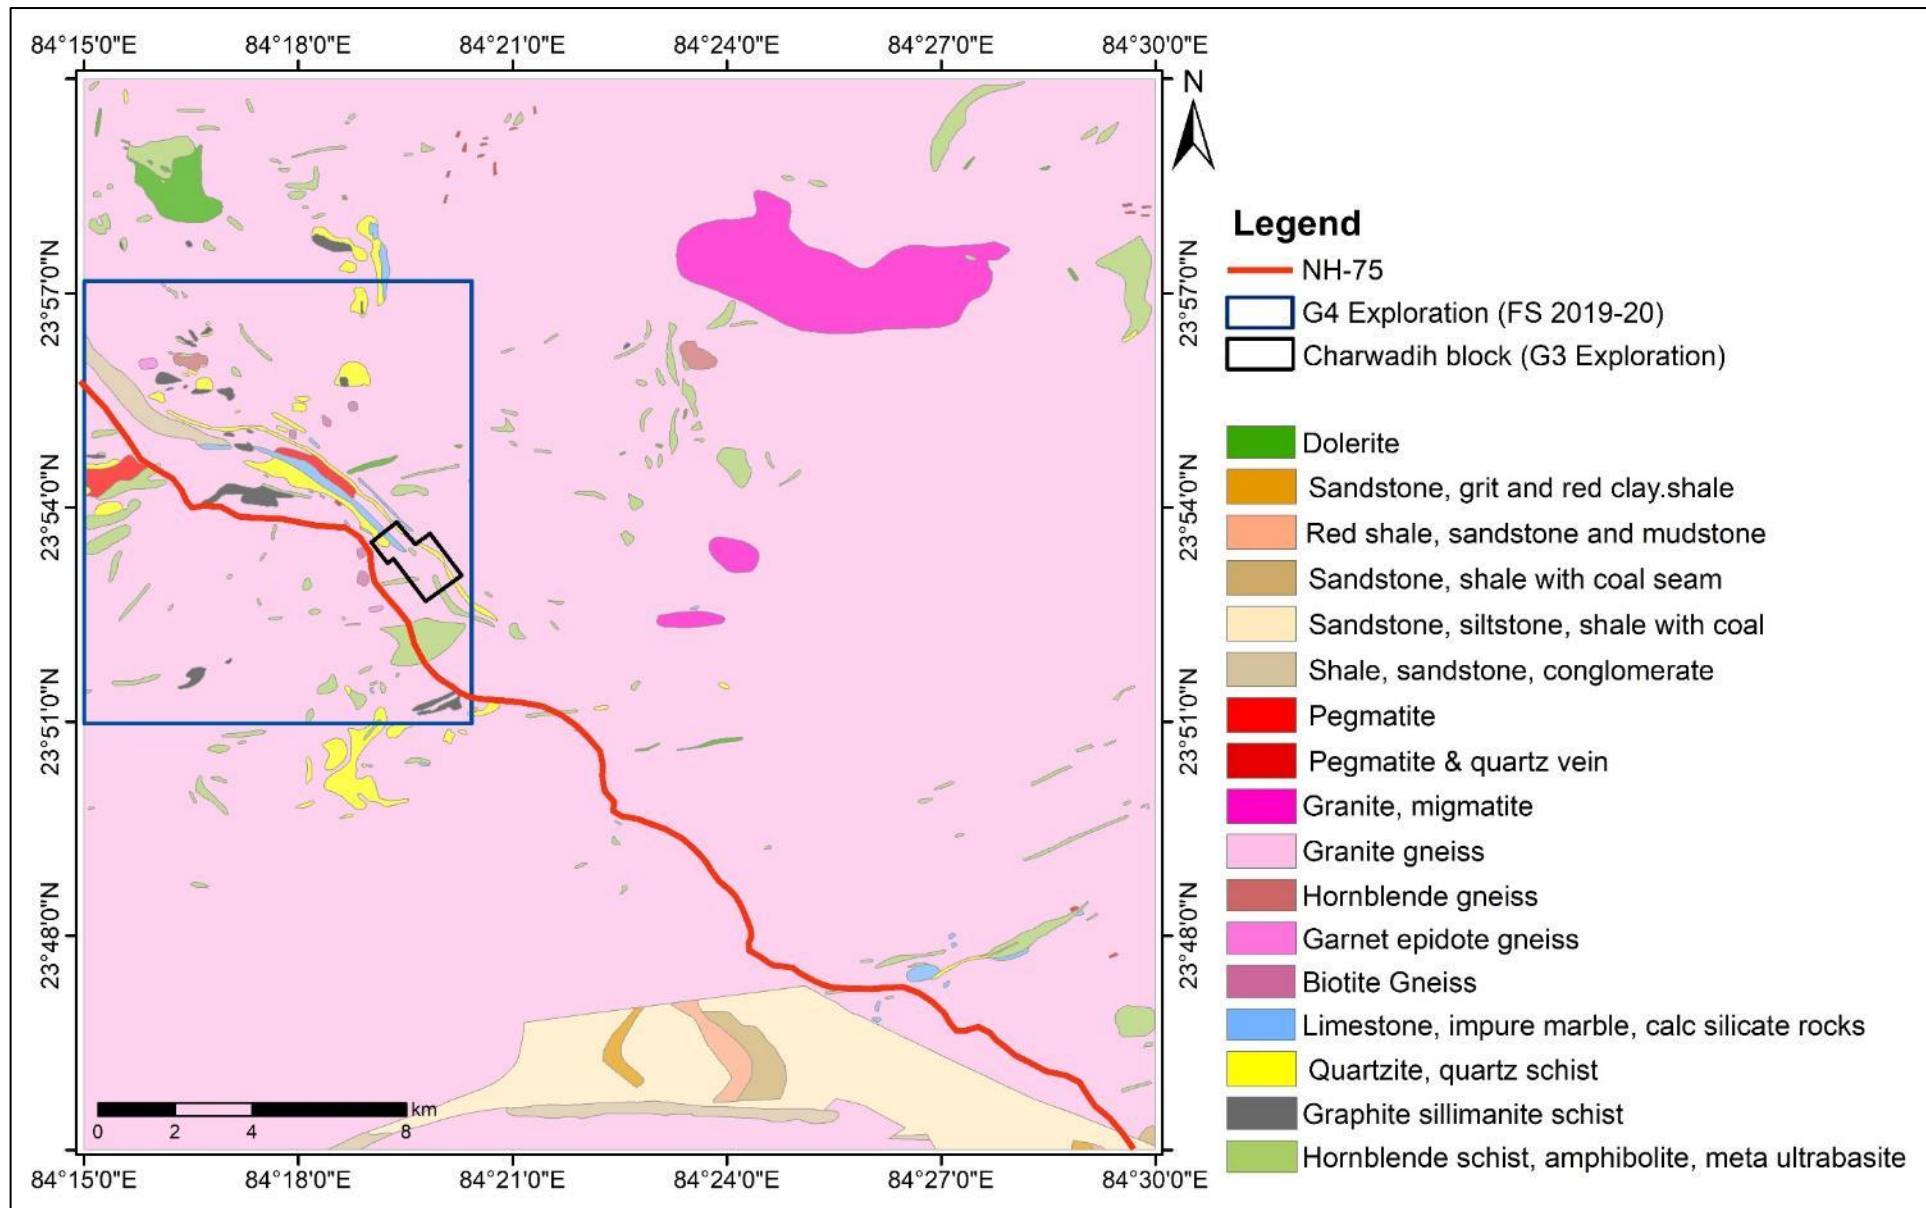 84°15'0"E 84°18'0"E 84°21'0"E 84°24'0"E 84°27'0"E 84°30'0"E
N
23°57'0"N
23°54'0"N
23°51'0"N
23°48'0"N
23°57'0"N
23°54'0"N
23°51'0"N
23°48'0"N
km
0 2 4 8
84°15'0"E 84°18'0"E 84°21'0"E 84°24'0"E 84°27'0"E 84°30'0"E
Legend
NH-75
G4 Exploration (FS 2019-20)
Charwadih block (G3 Exploration)
Dolerite
Sandstone, grit and red clay.shale
Red shale, sandstone and mudstone
Sandstone, shale with coal seam
Sandstone, siltstone, shale with coal
Shale, sandstone, conglomerate
Pegmatite
Pegmatite & quartz vein
Granite, migmatite
Granite gneiss
Hornblende gneiss
Garnet epidote gneiss
Biotite Gneiss
Limestone, impure marble, calc silicate rocks
Quartzite, quartz schist
Graphite sillimanite schist
Hornblende schist, amphibolite, meta ultrabasite